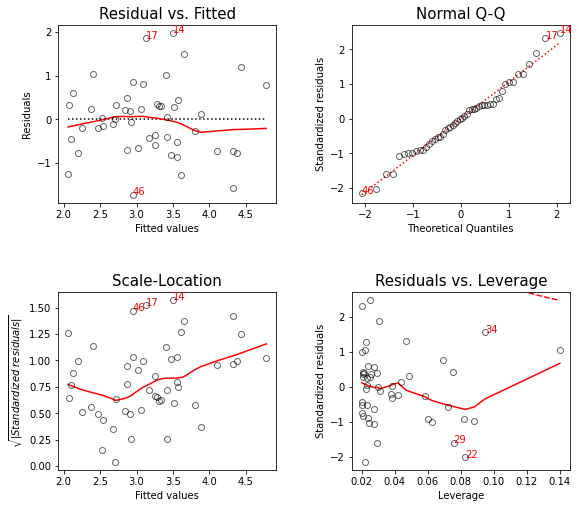 Residual vs. Fitted
Residuals
2
1
0
−1
17
14
46
2.0 2.5 3.0 3.5 4.0 4.5
Fitted values
Normal Q-Q
Standardized residuals
2
1
0
−1
−2
17
14
46
−2 −1 0 1 2
Theoretical Quantiles
Scale-Location
√|Standardized residuals|
1.50
1.25
1.00
0.75
0.50
0.25
0.00
46
17
14
2.0 2.5 3.0 3.5 4.0 4.5
Fitted values
Residuals vs. Leverage
Standardized residuals
2
1
0
−1
−2
34
29
22
0.02 0.04 0.06 0.08 0.10 0.12 0.14
Leverage